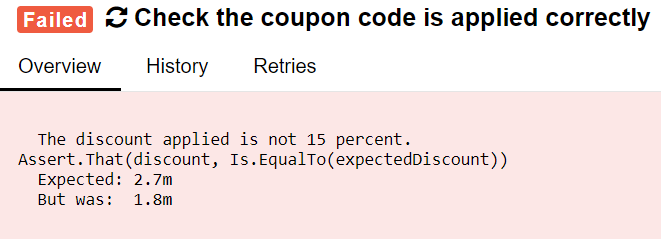 Failed Check the coupon code is applied correctly
Overview History Retries
The discount applied is not 15 percent.
Assert.That(discount, Is.EqualTo(expectedDiscount))
Expected: 2.7m
But was: 1.8m